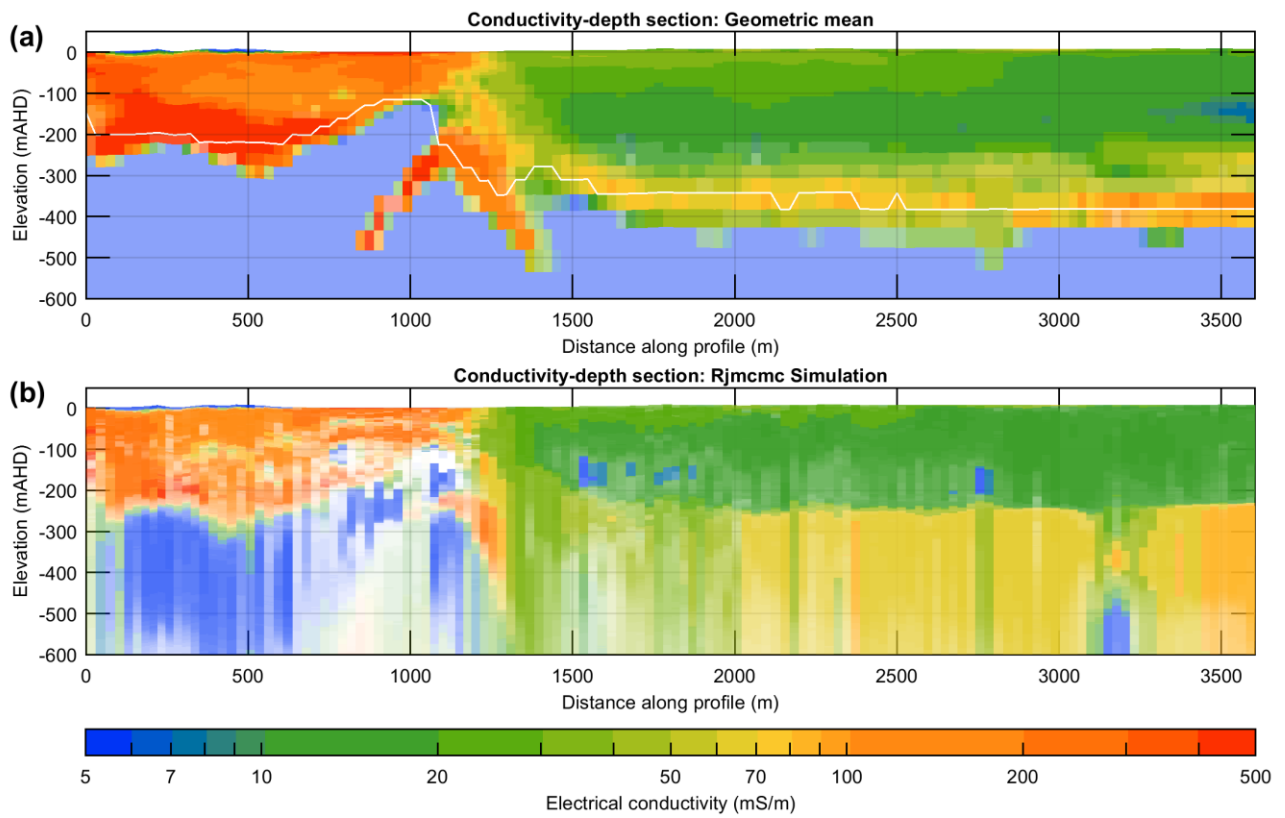 (a)
Conductivity-depth section: Geometric mean
Elevation (mAHD)
0
-100
-200
-300
-400
-500
-600
0 500 1000 1500 2000 2500 3000 3500
Distance along profile (m)
(b)
Conductivity-depth section: Rjmcmc Simulation
Elevation (mAHD)
0
-100
-200
-300
-400
-500
-600
0 500 1000 1500 2000 2500 3000 3500
Distance along profile (m)
5 7 10 20 50 70 100 200 500
Electrical conductivity (mS/m)